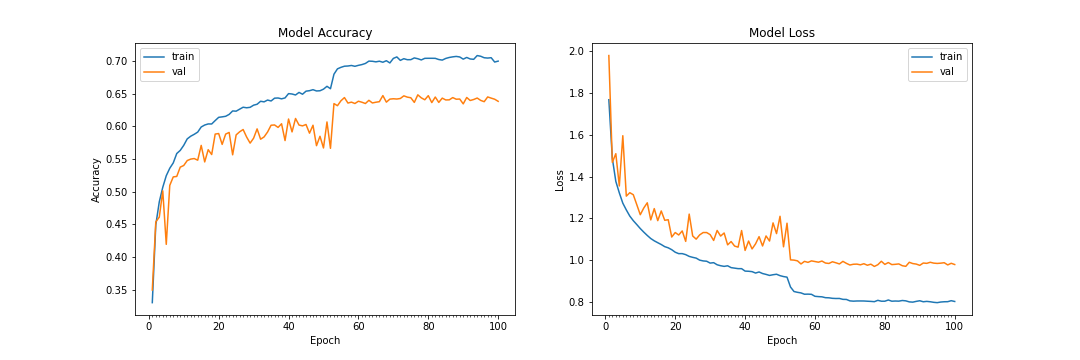 Model Accuracy
train
val
0.70
0.65
0.60
0.55
0.50
0.45
0.40
0.35
Accuracy
0 20 40 60 80 100
Epoch
Model Loss
train
val
2.0
1.8
1.6
1.4
1.2
1.0
0.8
Loss
0 20 40 60 80 100
Epoch